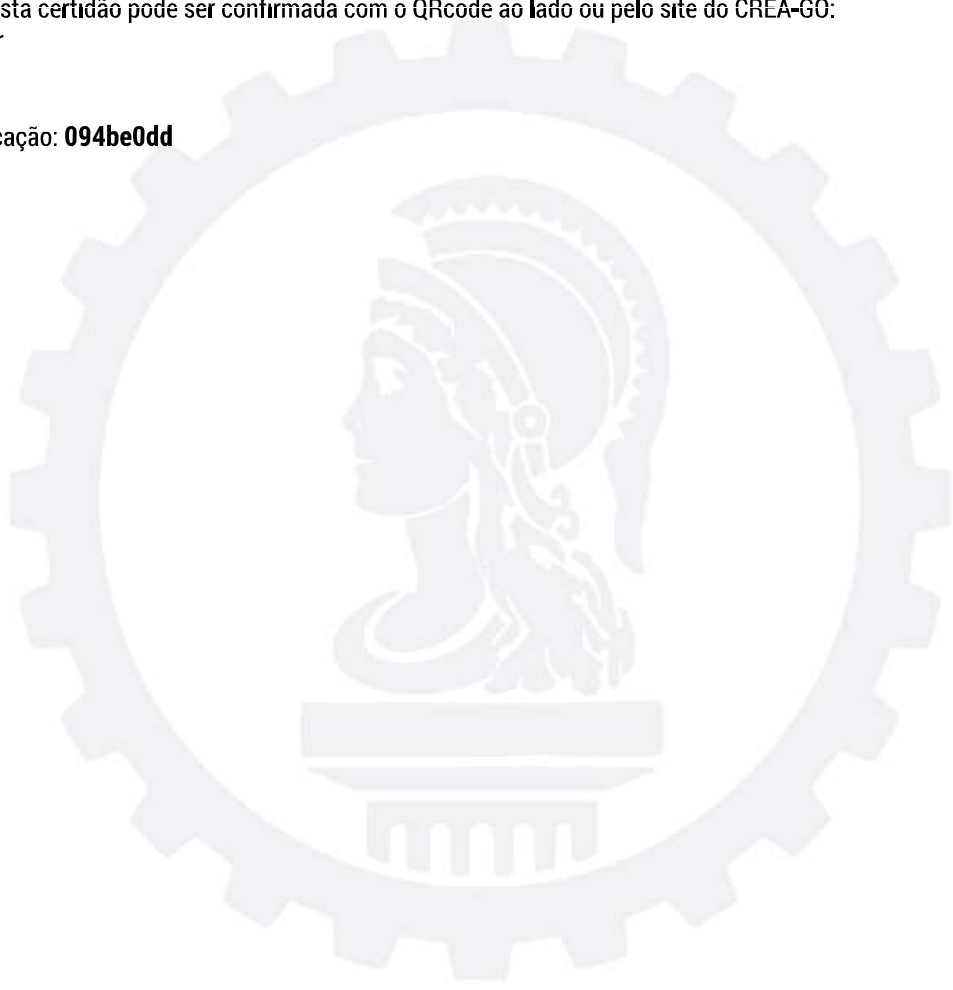 sta certidão pode ser confirmada com o QRcode ao lado ou pelo site do CREA-GO:
r
cação: 094be0dd